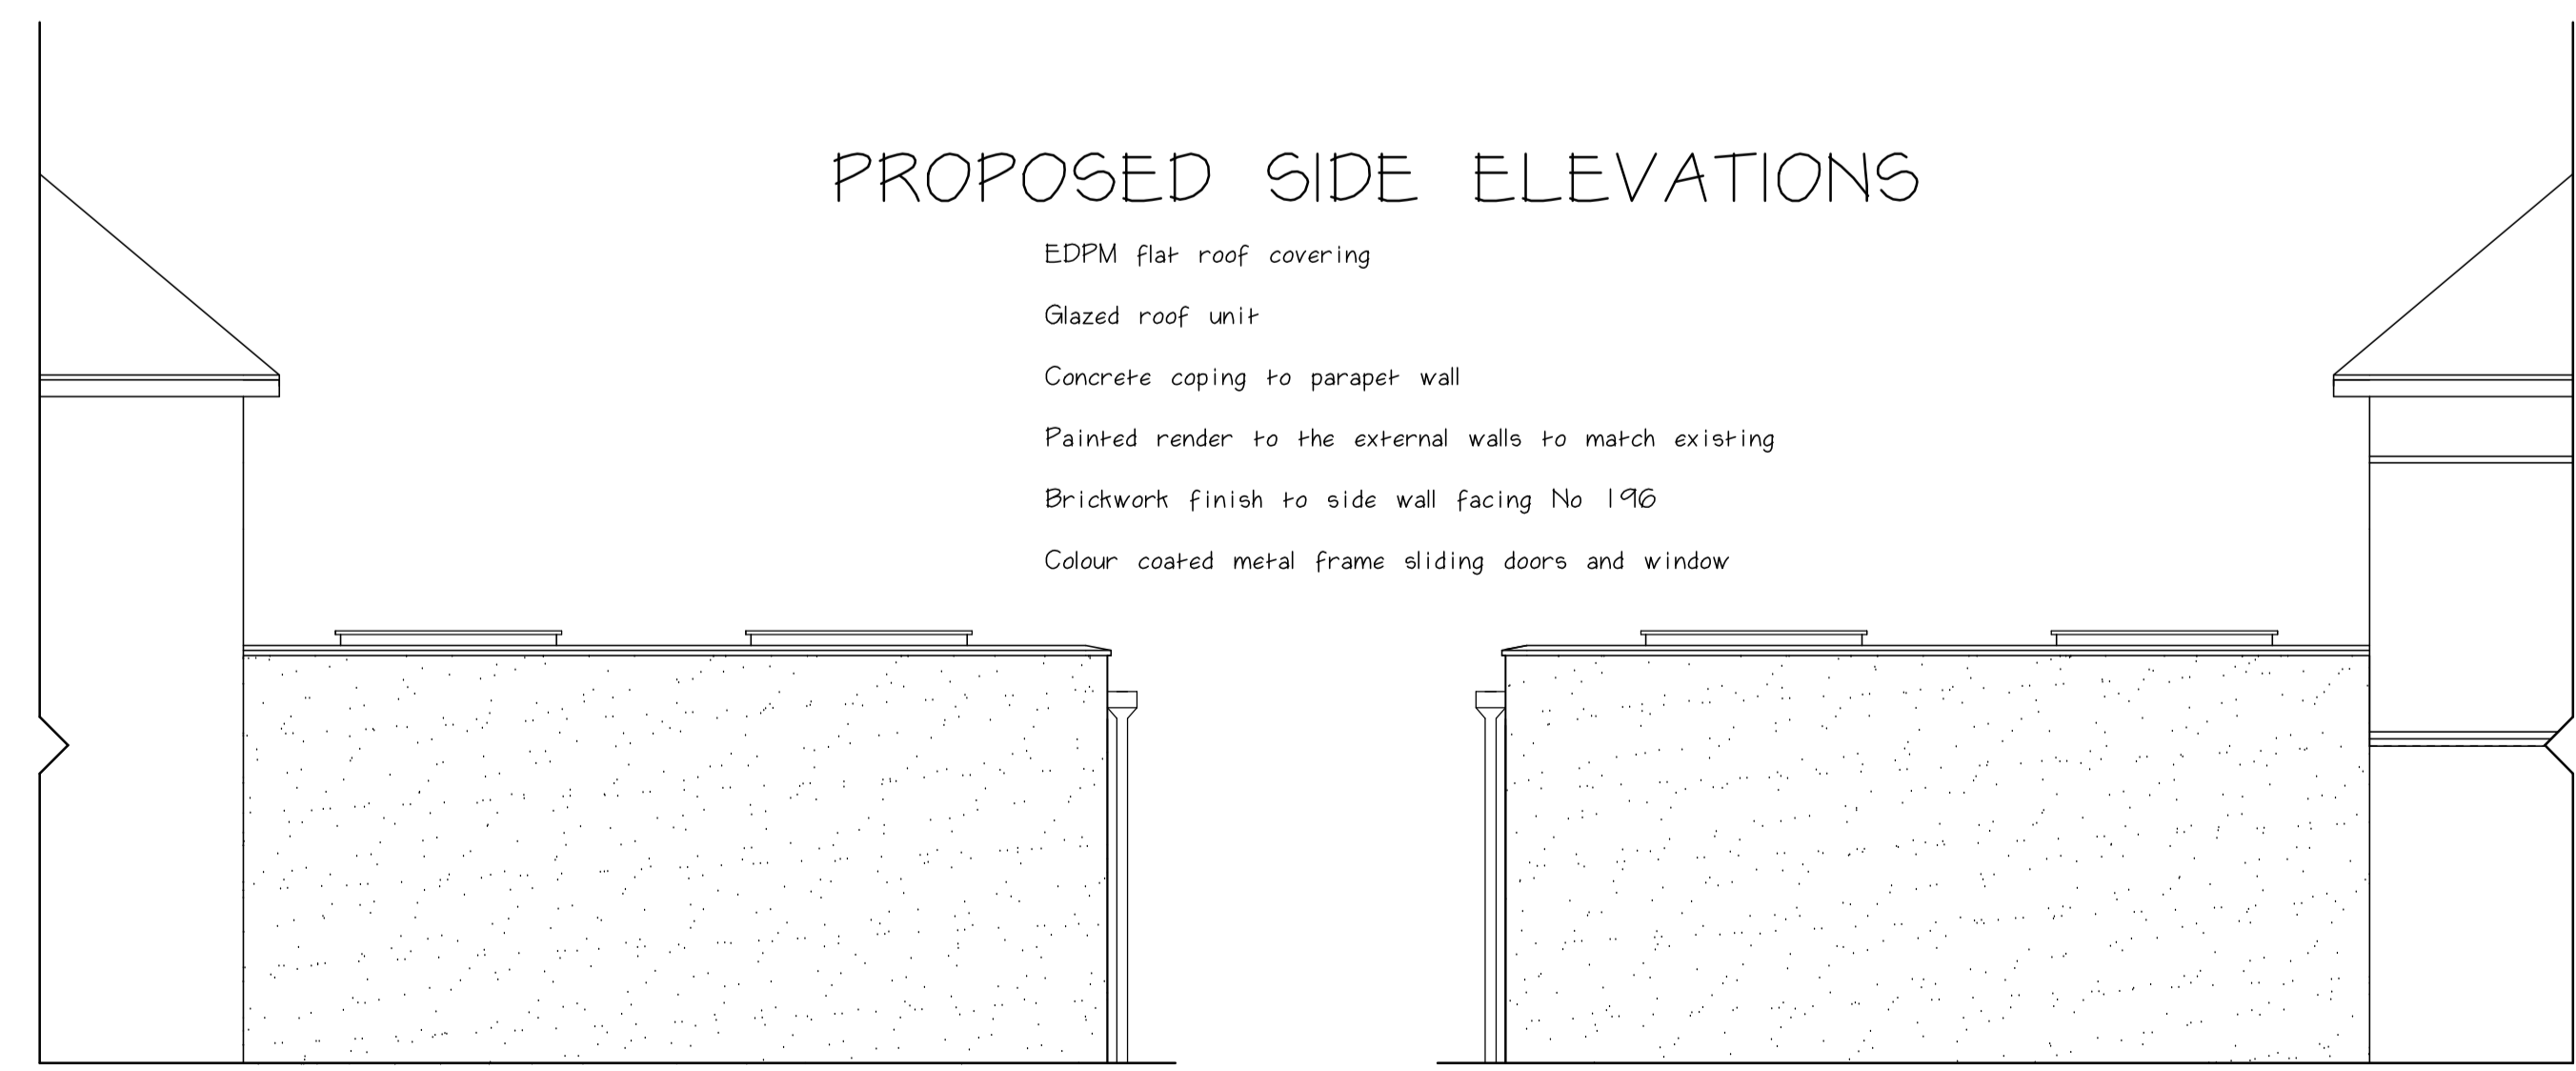 PROPOSED SIDE ELEVATIONS
EDPM flat roof covering
Glazed roof unit
Concrete coping to parapet wall
Painted render to the external walls to match existing
Brickwork finish to side wall facing No 196
Colour coated metal frame sliding doors and window